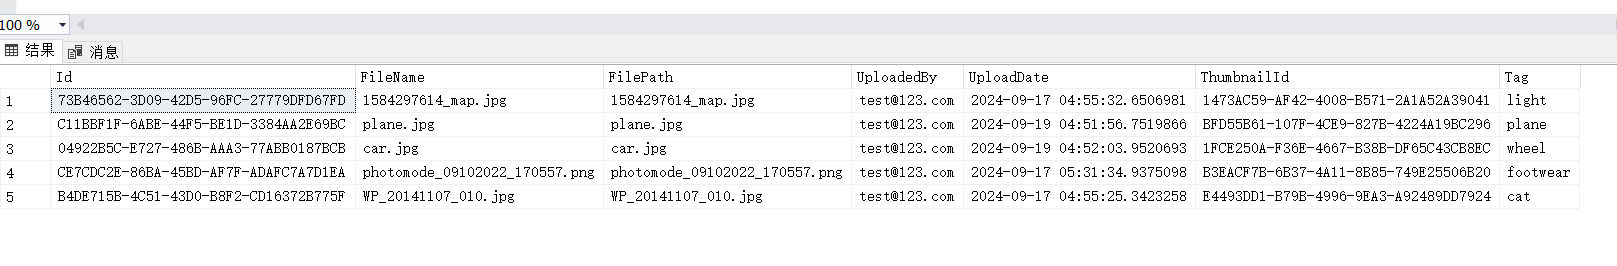 100 %
结果 消息
Id FileName FilePath UploadedBy UploadDate ThumbnailId Tag
1 73B46562-3D09-42D5-96FC-27779DFD67FD 1584297614_map.jpg 1584297614_map.jpg test@123.com 2024-09-17 04:55:32.6506981 1473AC59-AF42-4008-B571-2A1A52A39041 light
2 C11BBF1F-6ABE-44F5-BE1D-3384AA2E69BC plane.jpg plane.jpg test@123.com 2024-09-19 04:51:56.7519866 BFD55B61-107F-4CE9-827B-4224A19BC296 plane
3 04922B5C-E727-486B-AAA3-77ABB0187BCB car.jpg car.jpg test@123.com 2024-09-19 04:52:03.9520693 1FCE250A-F36E-4667-B38B-DF65C43CB8EC wheel
4 CE7CDC2E-86BA-45BD-AF7F-ADAFC7A7D1EA photomode_09102022_170557.png photomode_09102022_170557.png test@123.com 2024-09-17 05:31:34.9375098 B3EACF7B-6B37-4A11-8B85-749E25506B20 footwear
5 B4DE715B-4C51-43D0-B8F2-CD16372B775F WP_20141107_010.jpg WP_20141107_010.jpg test@123.com 2024-09-17 04:55:25.3423258 E4493DD1-B79B-4996-9EA3-A92489DD7924 cat